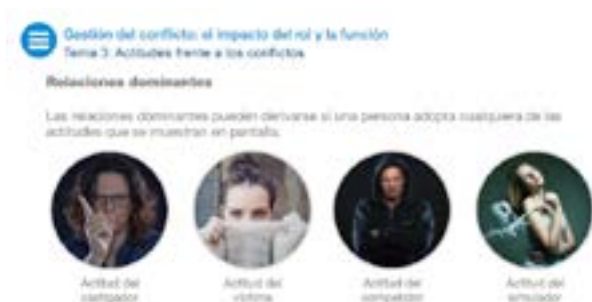 Gestión del conflicto: el impacto del rol y la función
Tema 3: Actitudes frente a los conflictos
Relaciones dominantes
Las relaciones dominantes pueden derivarse si una persona adopta cualquiera de las
actitudes que se muestran en pantalla.
Actitud del
castigador
Actitud de
víctima
Actitud del
competidor
Actitud del